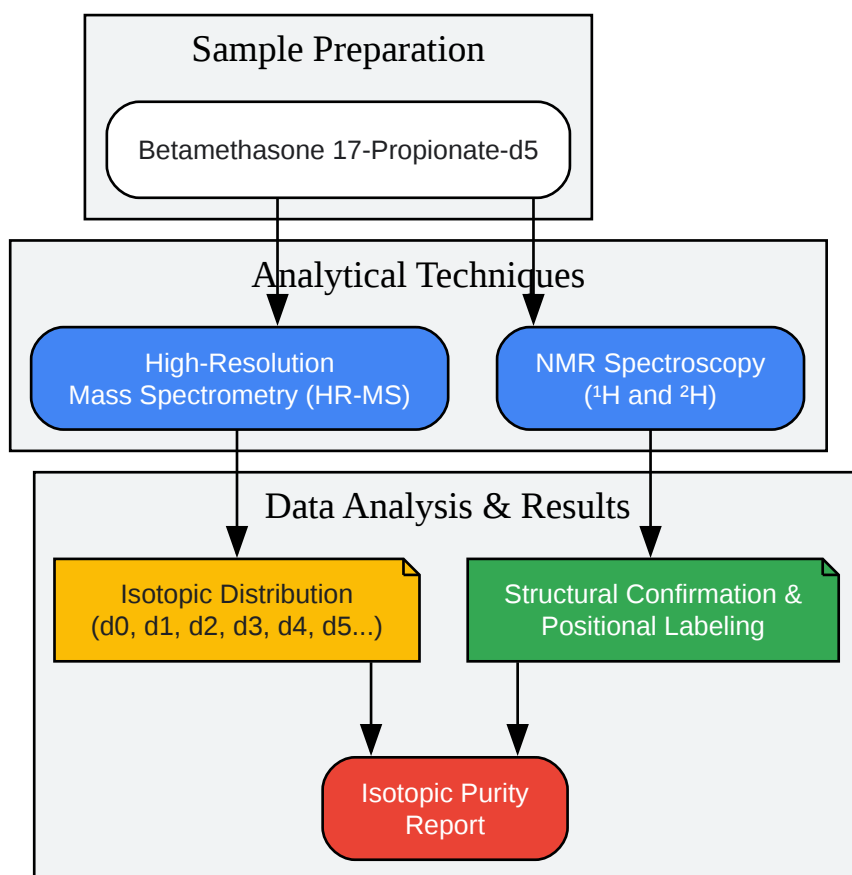 Sample Preparation
Betamethasone 17-Propionate-d5
Analytical Techniques
High-Resolution
Mass Spectrometry (HR-MS)
NMR Spectroscopy
(¹H and ²H)
Data Analysis & Results
Isotopic Distribution
(d0, d1, d2, d3, d4, d5...)
Structural Confirmation &
Positional Labeling
Isotopic Purity
Report